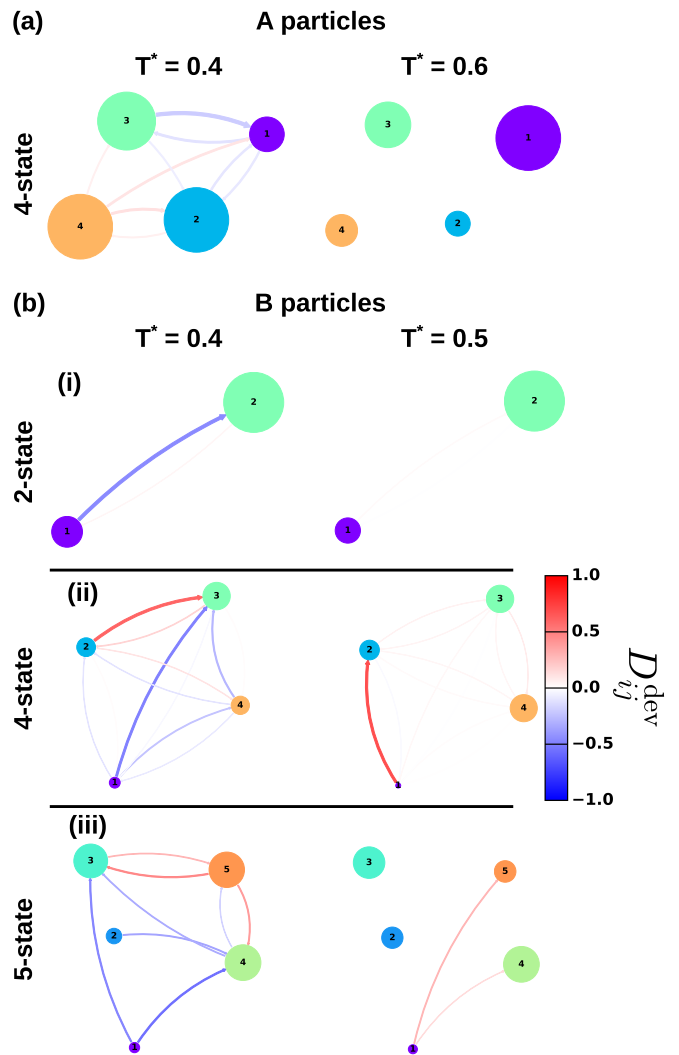 (a)
A particles
T* = 0.4
T* = 0.6
4-state
3
1
4
2
3
1
4
2
(b)
B particles
T* = 0.4
T* = 0.5
(i)
2-state
2
1
2
1
(ii)
4-state
3
2
4
1
3
2
4
1
1.0
0.5
0.0
−0.5
−1.0
D_{ij}^{dev}
(iii)
5-state
3
5
2
4
1
3
5
2
4
1